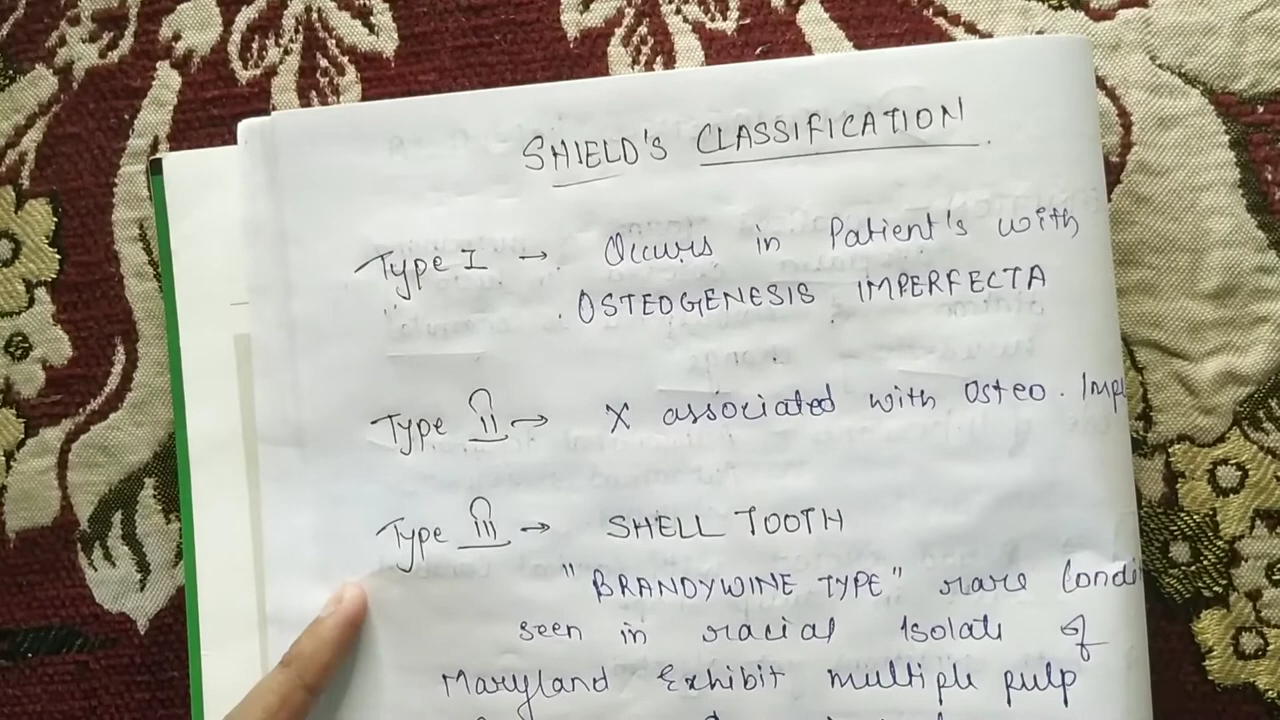 SHIELD'S CLASSIFICATION
Type I → Occurs in Patient's with
OSTEOGENESIS IMPERFECTA
Type II → X associated with Osteo. Impe
Type III → SHELL TOOTH
"BRANDYWINE TYPE" rare Condi
seen in racial Isolate of
Maryland Exhibit multiple pulp